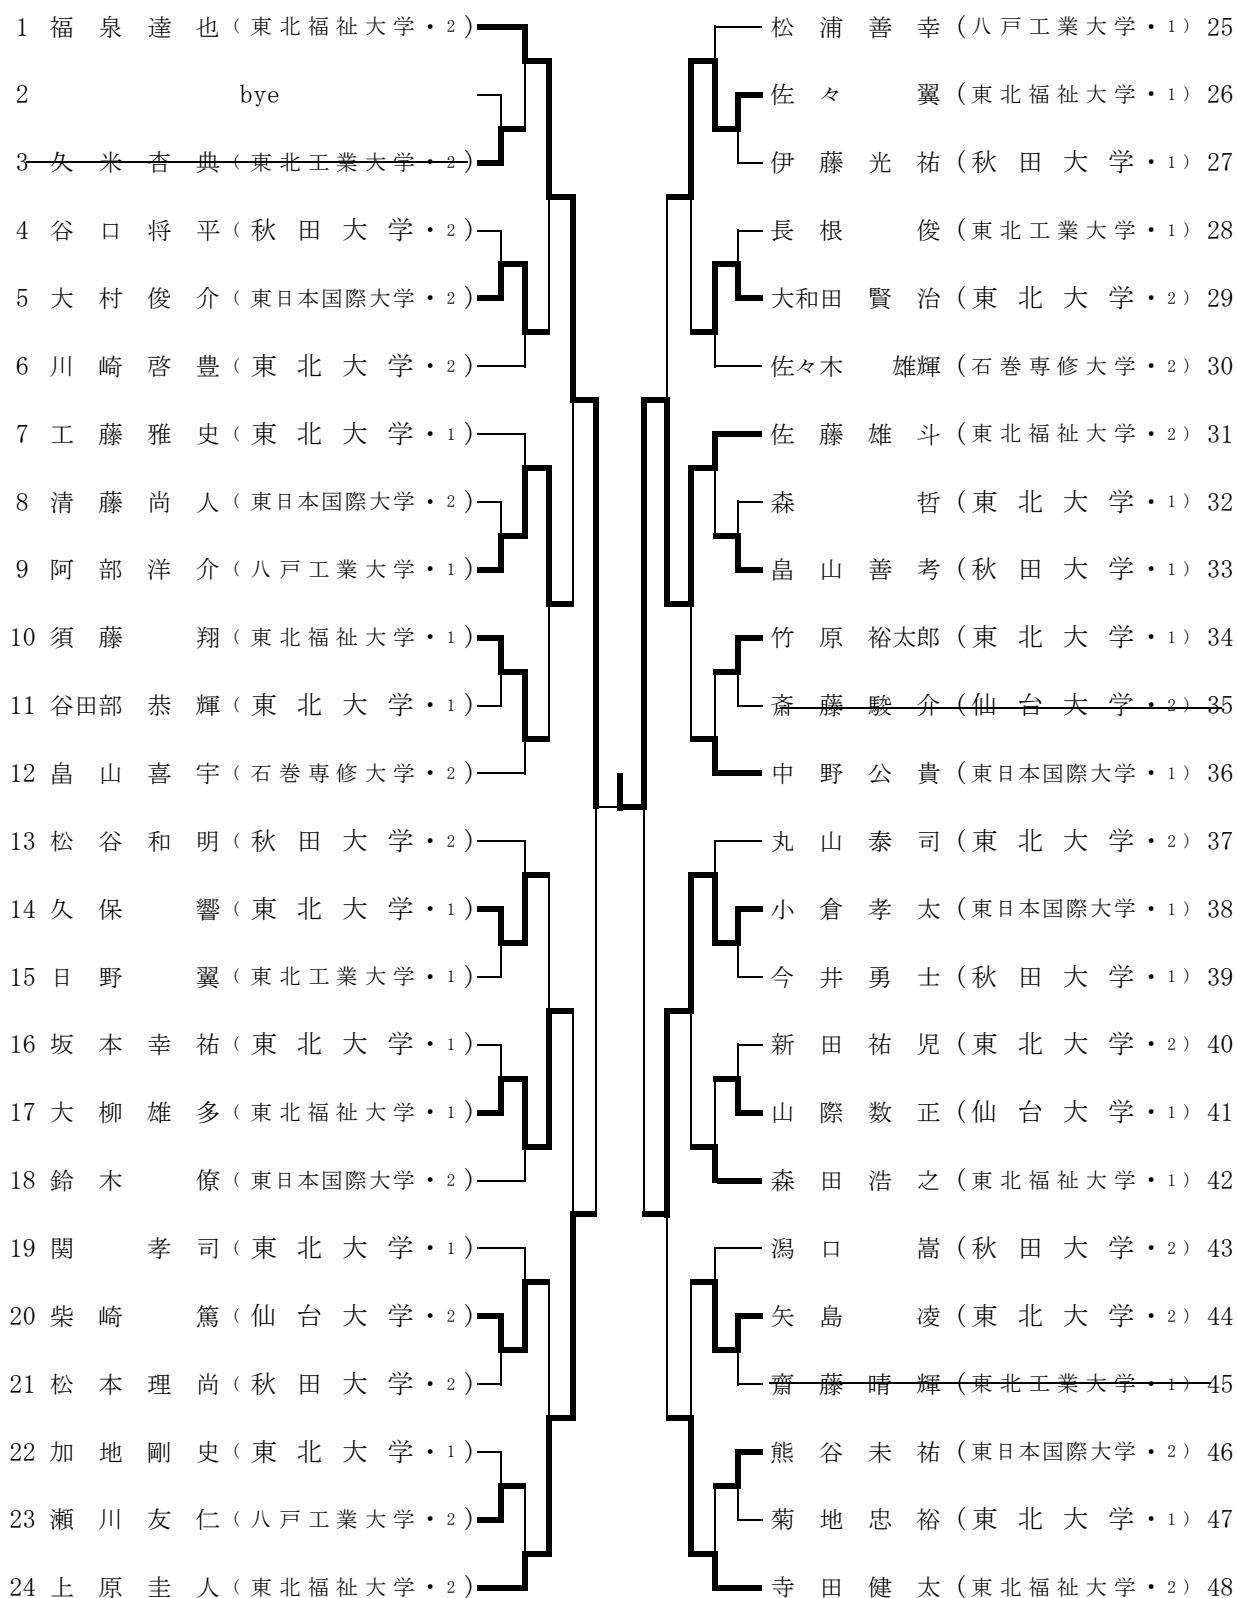 1 福泉達也(東北福祉大学・2)
2 bye
3 久米杏典(東北工業大学・2)
4 谷口将平(秋田大学・2)
5 大村俊介(東日本国際大学・2)
6 川崎啓豊(東北大学・2)
7 工藤雅史(東北大学・1)
8 清藤尚人(東日本国際大学・2)
9 阿部洋介(八戸工業大学・1)
10 須藤翔(東北福祉大学・1)
11 谷田部恭輝(東北大学・1)
12 畠山喜宇(石巻専修大学・2)
13 松谷和明(秋田大学・2)
14 久保響(東北大学・1)
15 日野翼(東北工業大学・1)
16 坂本幸祐(東北大学・1)
17 大柳雄多(東北福祉大学・1)
18 鈴木僚(東日本国際大学・2)
19 関孝司(東北大学・1)
20 柴崎篤(仙台大学・2)
21 松本理尚(秋田大学・2)
22 加地剛史(東北大学・1)
23 瀬川友仁(八戸工業大学・2)
24 上原圭人(東北福祉大学・2)
松浦善幸(八戸工業大学・1) 25
佐々翼(東北福祉大学・1) 26
伊藤光祐(秋田大学・1) 27
長根俊(東北工業大学・1) 28
大和田賢治(東北大学・2) 29
佐々木雄輝(石巻専修大学・2) 30
佐藤雄斗(東北福祉大学・2) 31
森哲(東北大学・1) 32
畠山善考(秋田大学・1) 33
竹原裕太郎(東北大学・1) 34
斎藤駿介(仙台大学・2) 35
中野公貴(東日本国際大学・1) 36
丸山泰司(東北大学・2) 37
小倉孝太(東日本国際大学・1) 38
今井勇士(秋田大学・1) 39
新田祐児(東北大学・2) 40
山際数正(仙台大学・1) 41
森田浩之(東北福祉大学・1) 42
潟口嵩(秋田大学・2) 43
矢島凌(東北大学・2) 44
齋藤晴輝(東北工業大学・1) 45
熊谷未祐(東日本国際大学・2) 46
菊地忠裕(東北大学・1) 47
寺田健太(東北福祉大学・2) 48